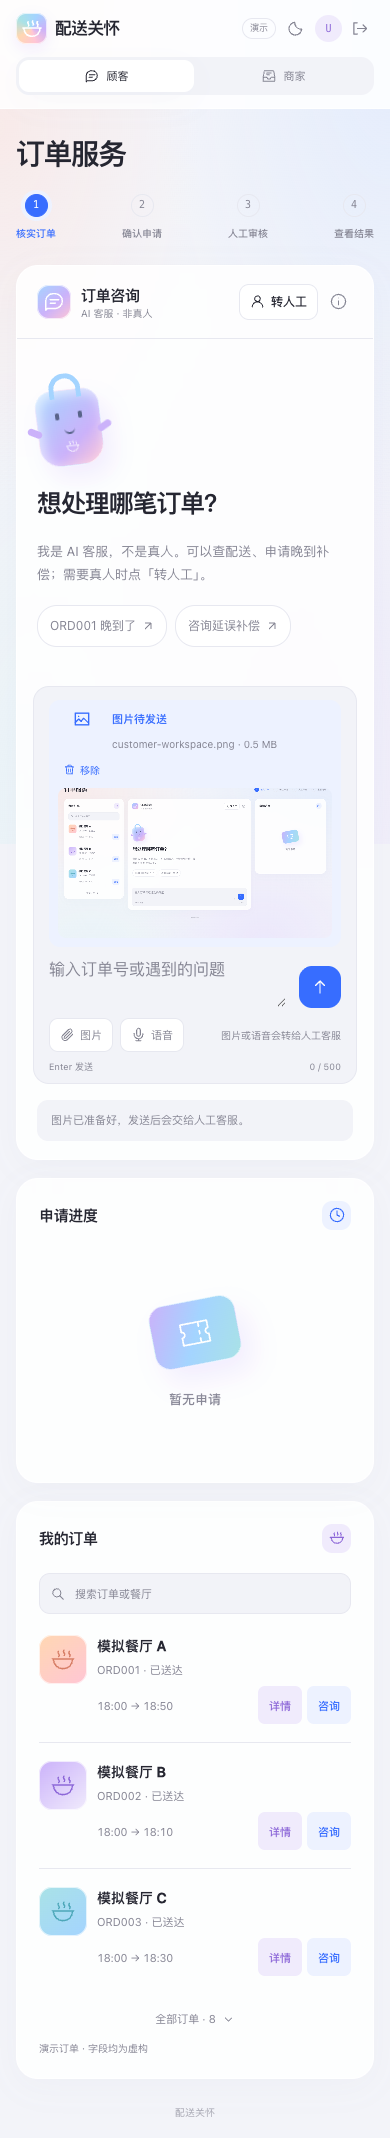 配送关怀
演示
U
顾客
商家
订单服务
1
2
3
4
核实订单
确认申请
人工审核
查看结果
订单咨询
AI 客服 · 非真人
转人工
想处理哪笔订单?
我是 AI 客服，不是真人。可以查配送、申请晚到补
偿；需要真人时点「转人工」。
ORD001 晚到了
咨询延误补偿
图片待发送
customer-workspace.png · 0.5 MB
移除
输入订单号或遇到的问题
图片
语音
图片或语音会转给人工客服
Enter 发送
0 / 500
图片已准备好，发送后会交给人工客服。
申请进度
暂无申请
我的订单
搜索订单或餐厅
模拟餐厅 A
ORD001 · 已送达
18:00 → 18:50
详情
咨询
模拟餐厅 B
ORD002 · 已送达
18:00 → 18:10
详情
咨询
模拟餐厅 C
ORD003 · 已送达
18:00 → 18:30
详情
咨询
全部订单 · 8
演示订单 · 字段均为虚构
配送关怀